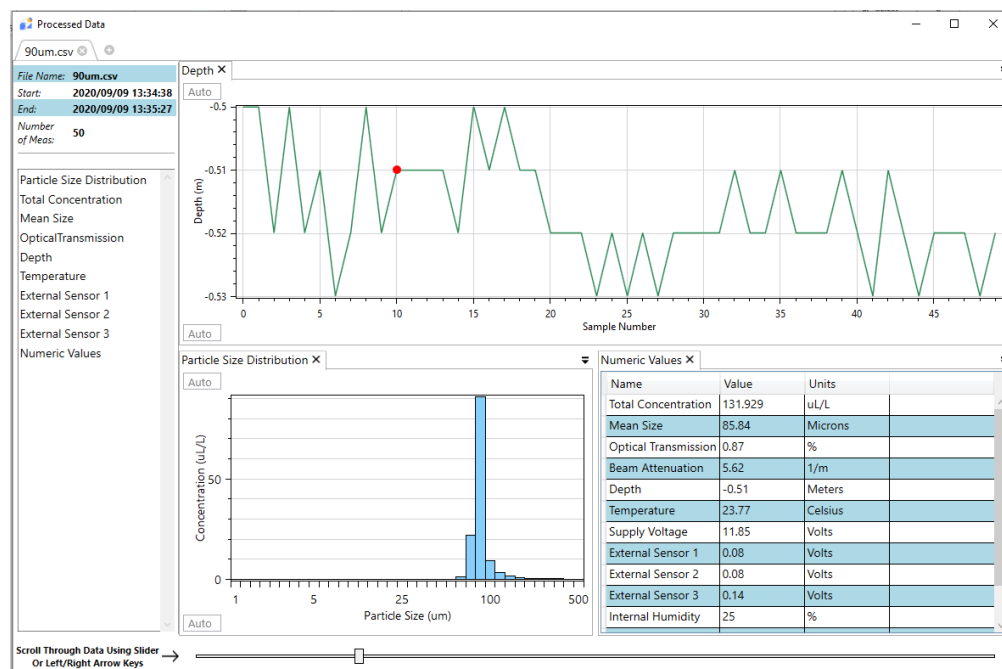 Processed Data
90um.csv
File Name: 90um.csv
Start: 2020/09/09 13:34:38
End: 2020/09/09 13:35:27
Number of Meas: 50
Particle Size Distribution
Total Concentration
Mean Size
OpticalTransmission
Depth
Temperature
External Sensor 1
External Sensor 2
External Sensor 3
Numeric Values
Depth
Auto
-0.5
-0.51
-0.52
-0.53
Depth (m)
0 5 10 15 20 25 30 35 40 45
Sample Number
Auto
Particle Size Distribution
Auto
50
0
Concentration (uL/L)
1 5 25 100 500
Particle Size (um)
Auto
Numeric Values
Name Value Units
Total Concentration 131.929 uL/L
Mean Size 85.84 Microns
Optical Transmission 0.87 %
Beam Attenuation 5.62 1/m
Depth -0.51 Meters
Temperature 23.77 Celsius
Supply Voltage 11.85 Volts
External Sensor 1 0.08 Volts
External Sensor 2 0.08 Volts
External Sensor 3 0.14 Volts
Internal Humidity 25 %
Scroll Through Data Using Slider
Or Left/Right Arrow Keys